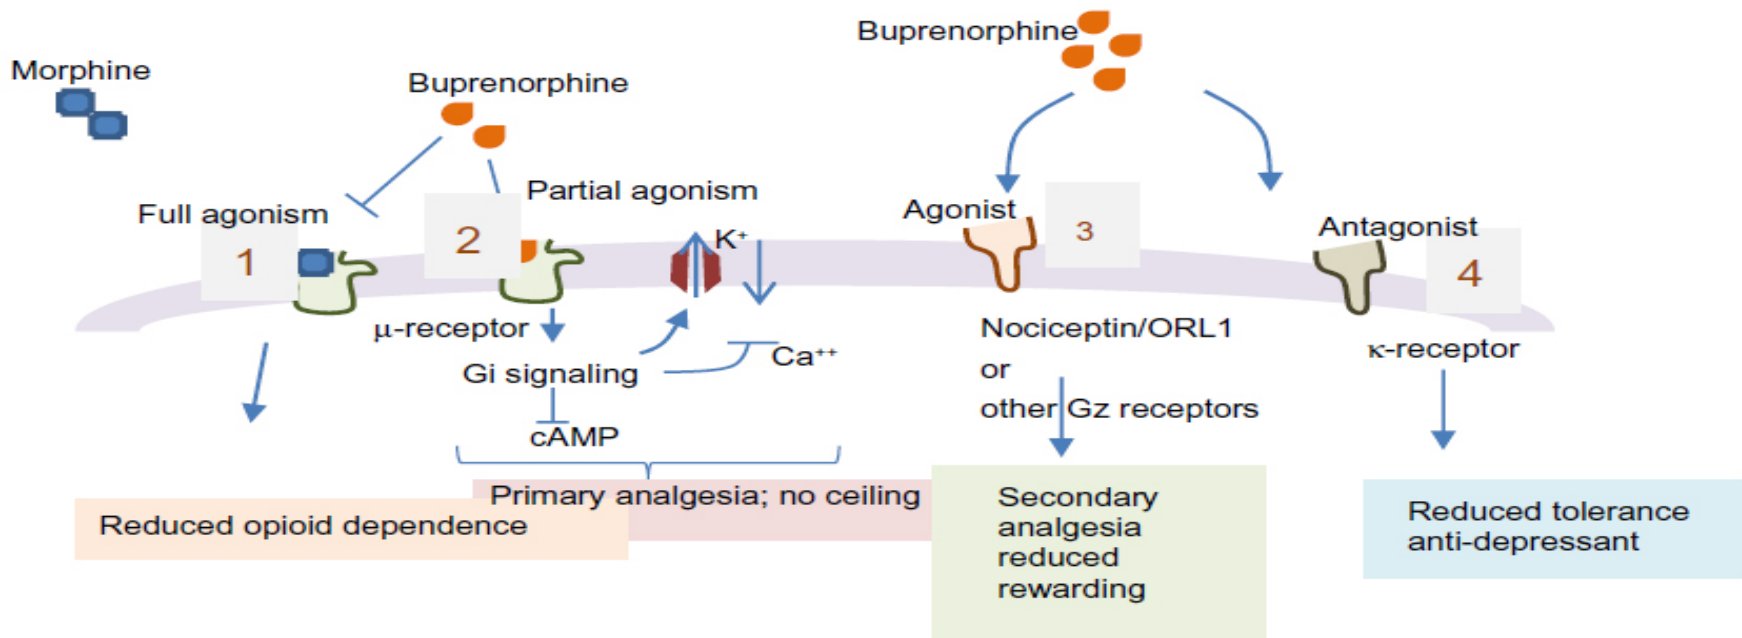 Morphine
Buprenorphine
Buprenorphine
Full agonism
1
2
Partial agonism
K+
Agonist
3
Antagonist
4
μ-receptor
Gi signaling
Ca++
cAMP
Nociceptin/ORL1
or
other Gz receptors
κ-receptor
Reduced opioid dependence
Primary analgesia; no ceiling
Secondary
analgesia
reduced
rewarding
Reduced tolerance
anti-depressant